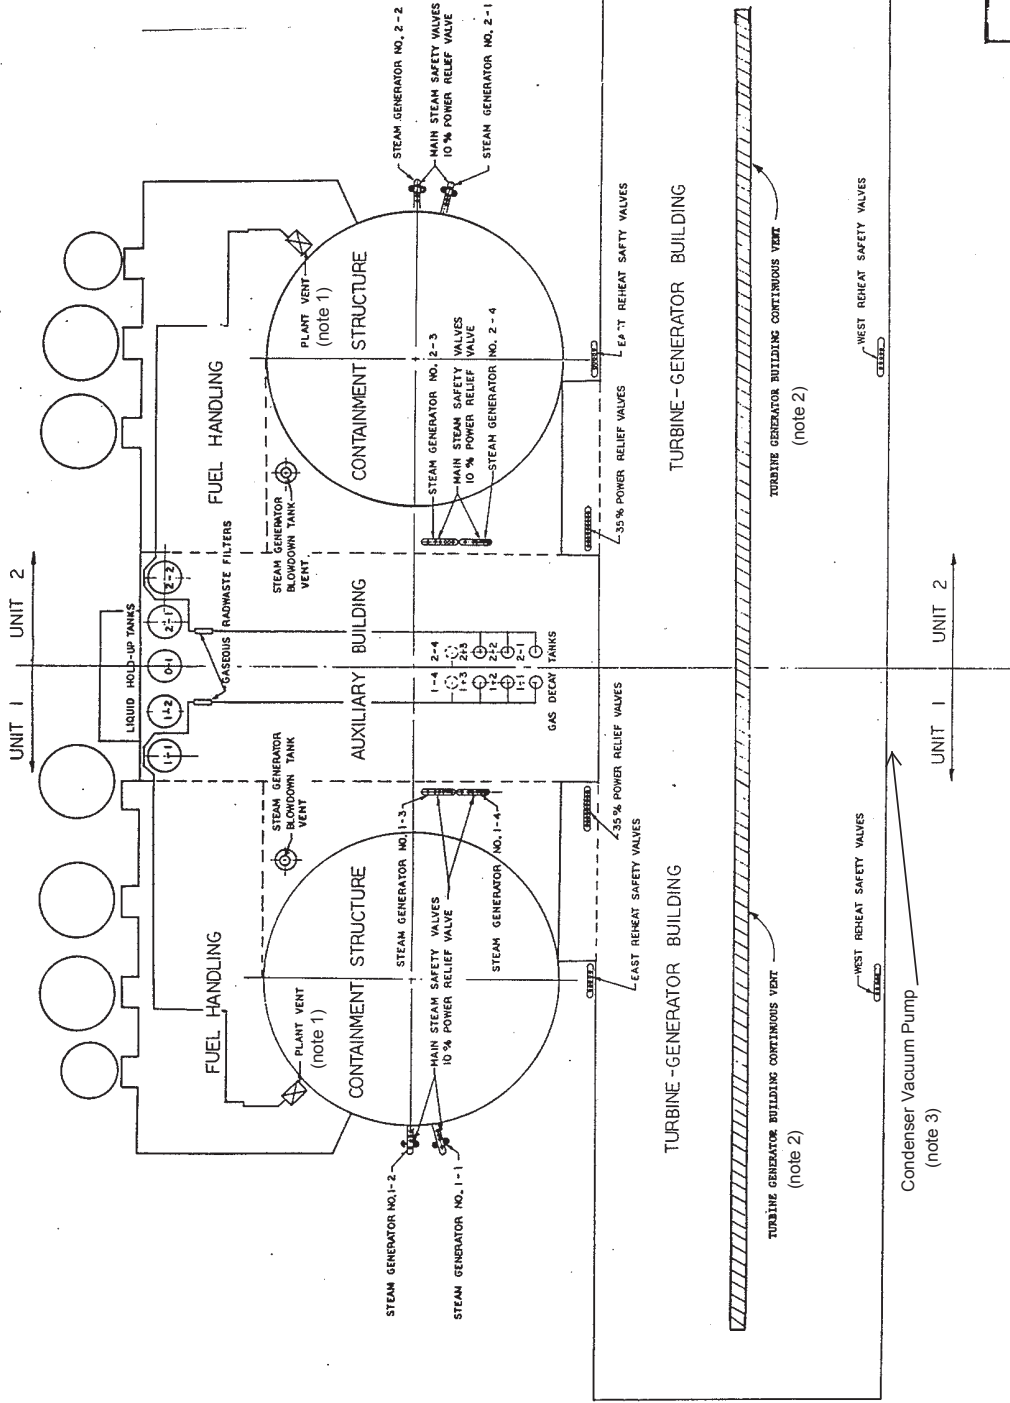 UNIT 1
UNIT 2
LIQUID HOLD-UP TANKS
1-1
1-2
0-1
2-1
2-2
GASEOUS RADWASTE FILTERS
FUEL HANDLING
FUEL HANDLING
STEAM GENERATOR
BLOWDOWN TANK
VENT
STEAM GENERATOR
BLOWDOWN TANK
VENT
PLANT VENT
(note 1)
PLANT VENT
(note 1)
CONTAINMENT STRUCTURE
AUXILIARY BUILDING
CONTAINMENT STRUCTURE
STEAM GENERATOR NO. 1-2
MAIN STEAM SAFETY VALVES
10 % POWER RELIEF VALVE
STEAM GENERATOR NO. 1-1
STEAM GENERATOR NO. 1-3
STEAM GENERATOR NO. 1-4
1-4 2-4
1-3 2-3
1-2 2-2
1-1 2-1
GAS DECAY TANKS
STEAM GENERATOR NO. 2-3
MAIN STEAM SAFETY VALVES
10 % POWER RELIEF VALVE
STEAM GENERATOR NO. 2-4
STEAM GENERATOR NO. 2-2
MAIN STEAM SAFETY VALVES
10 % POWER RELIEF VALVE
STEAM GENERATOR NO. 2-1
EAST REHEAT SAFETY VALVES
35% POWER RELIEF VALVES
35% POWER RELIEF VALVES
EAST REHEAT SAFTY VALVES
TURBINE-GENERATOR BUILDING
TURBINE-GENERATOR BUILDING
TURBINE GENERATOR BUILDING CONTINUOUS VENT
(note 2)
TURBINE GENERATOR BUILDING CONTINUOUS VENT
(note 2)
WEST REHEAT SAFETY VALVES
WEST REHEAT SAFETY VALVES
Condenser Vacuum Pump
(note 3)
UNIT 1
UNIT 2